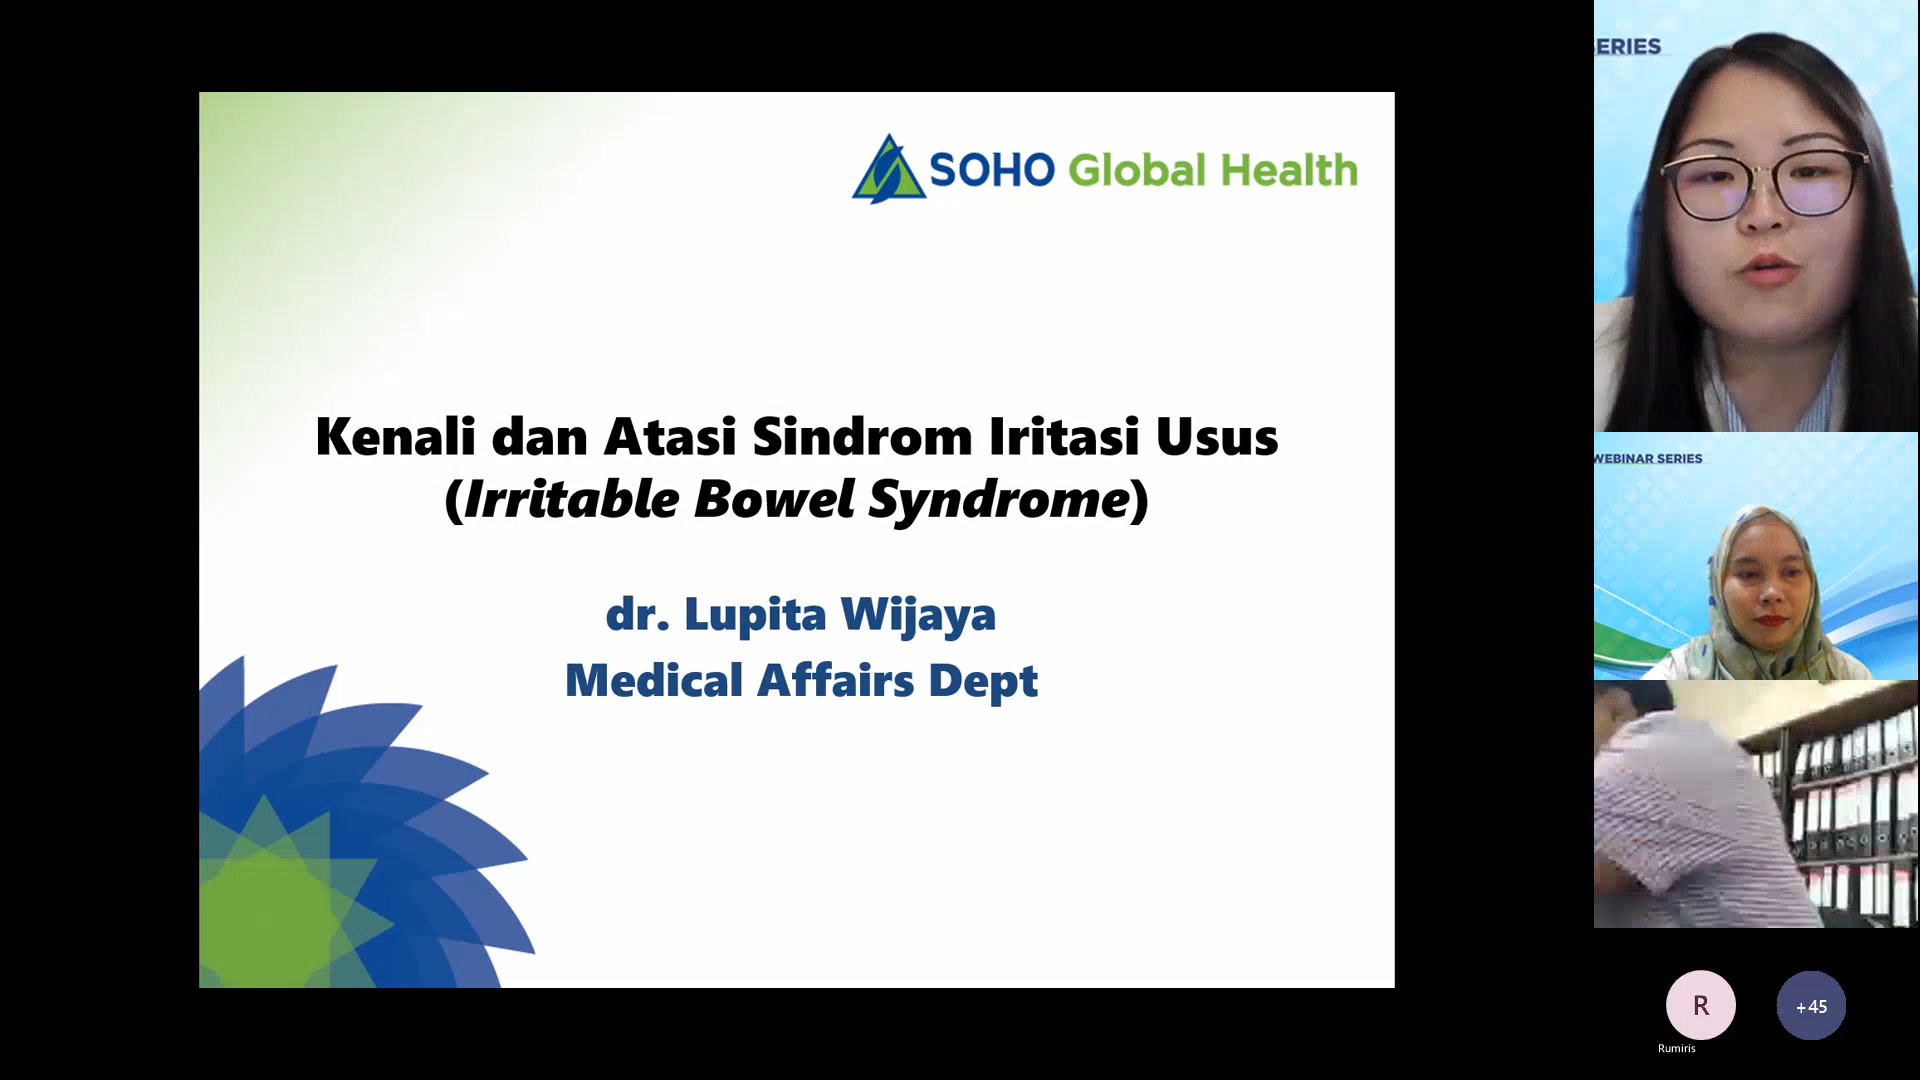 SOHO Global Health
Kenali dan Atasi Sindrom Iritasi Usus
(Irritable Bowel Syndrome)
dr. Lupita Wijaya
Medical Affairs Dept
ERIES
WEBINAR SERIES
R
+45
Rumiris